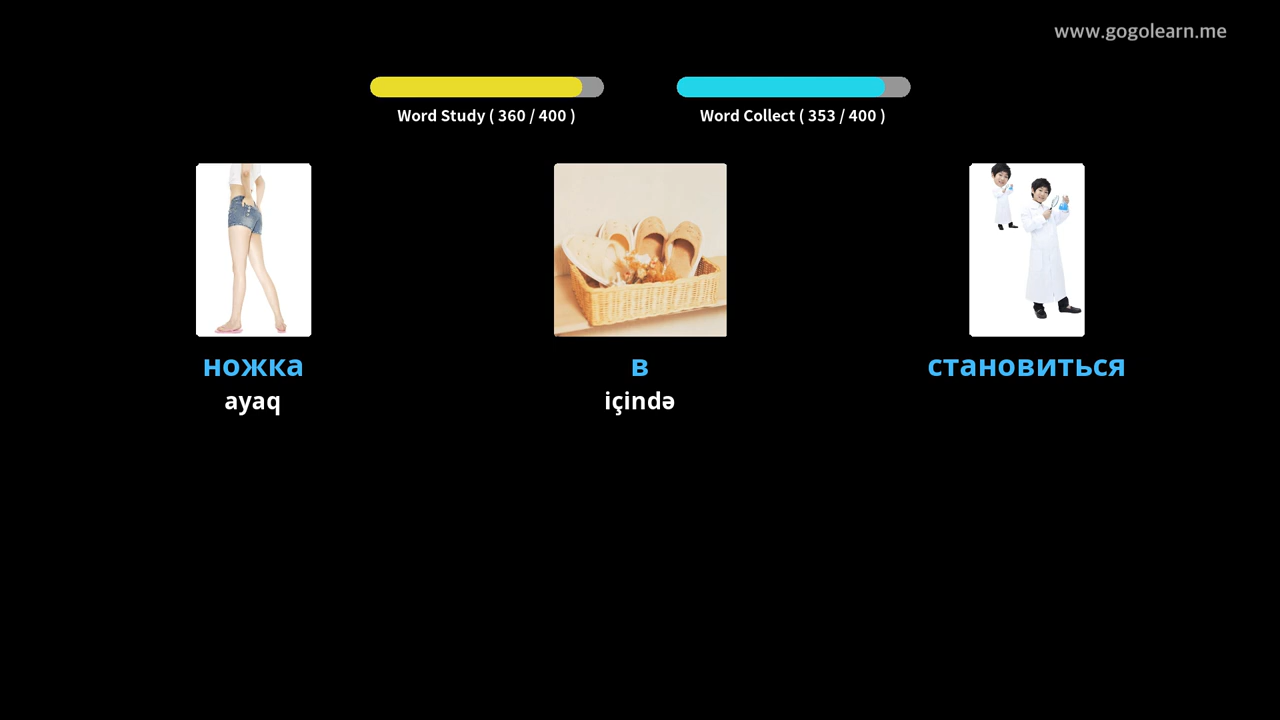 www.gogolearn.me
Word Study ( 360 / 400 )
Word Collect ( 353 / 400 )
ножка
в
становиться
ayaq
içində